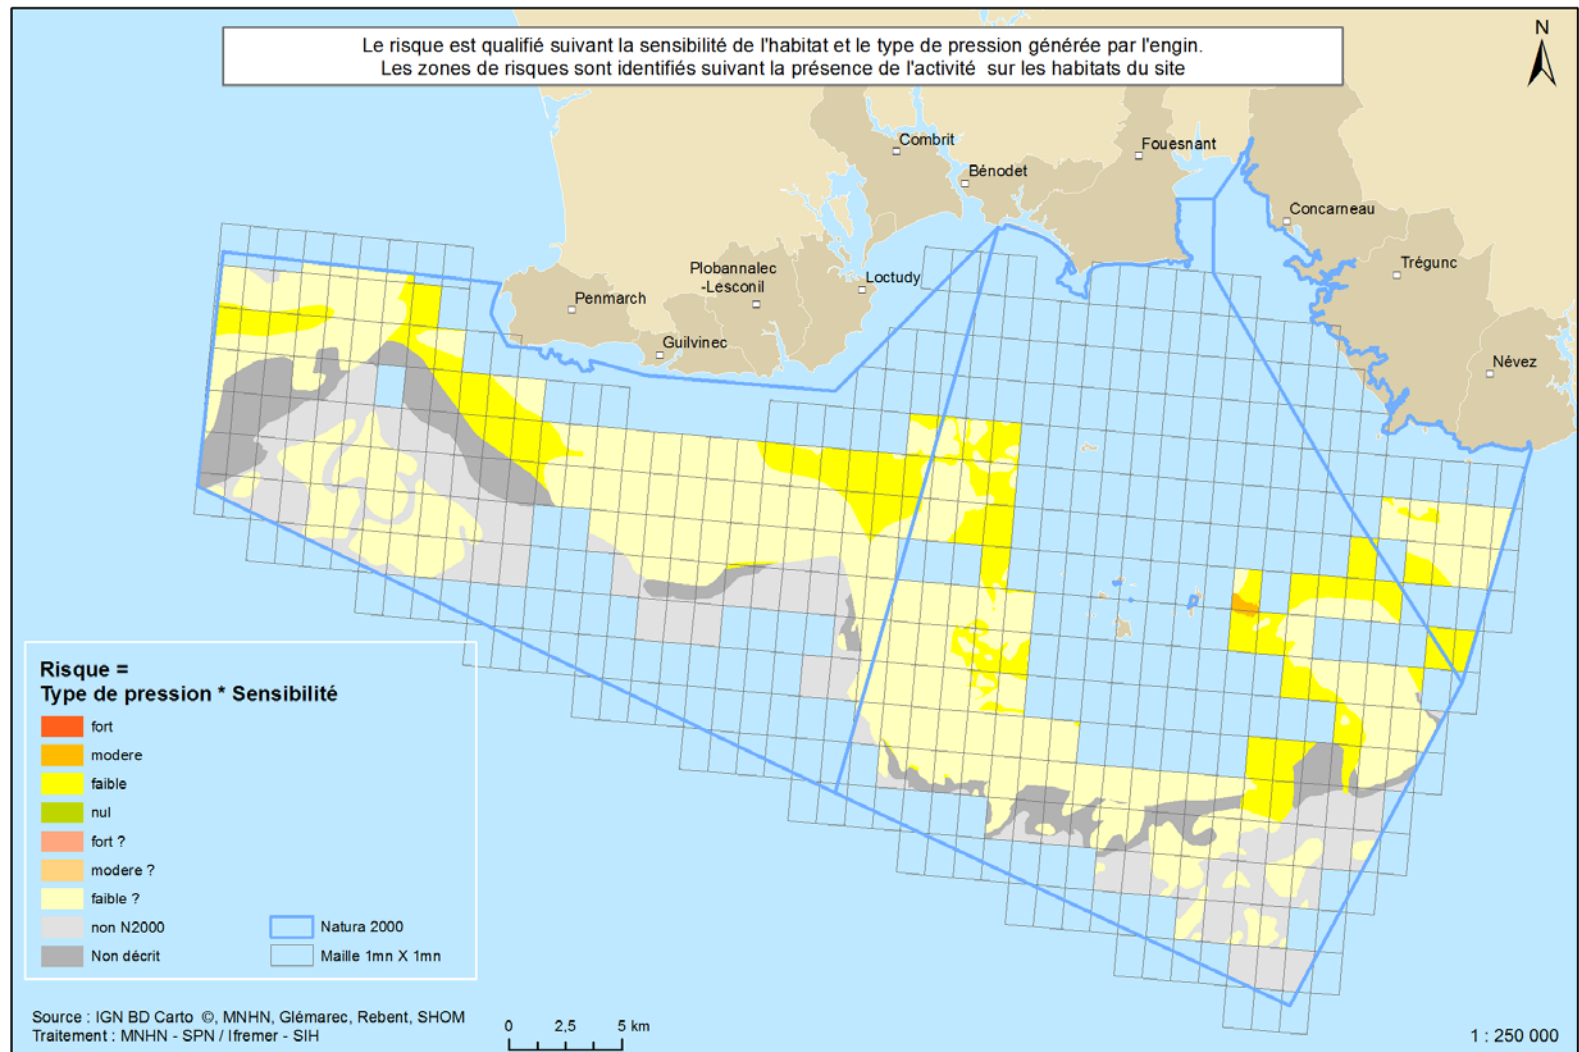 Le risque est qualifié suivant la sensibilité de l'habitat et le type de pression générée par l'engin.
Les zones de risques sont identifiés suivant la présence de l'activité sur les habitats du site
N
Combrit
Fouesnant
Bénodet
Concarneau
Trégunc
Plobannalec
-Lesconil
Loctudy
Penmarch
Guilvinec
Névez
Risque =
Type de pression * Sensibilité
fort
modere
faible
nul
fort ?
modere ?
faible ?
non N2000
Non décrit
Natura 2000
Maille 1mn X 1mn
Source : IGN BD Carto ©, MNHN, Glémarec, Rebent, SHOM
Traitement : MNHN - SPN / Ifremer - SIH
0 2,5 5 km
1 : 250 000